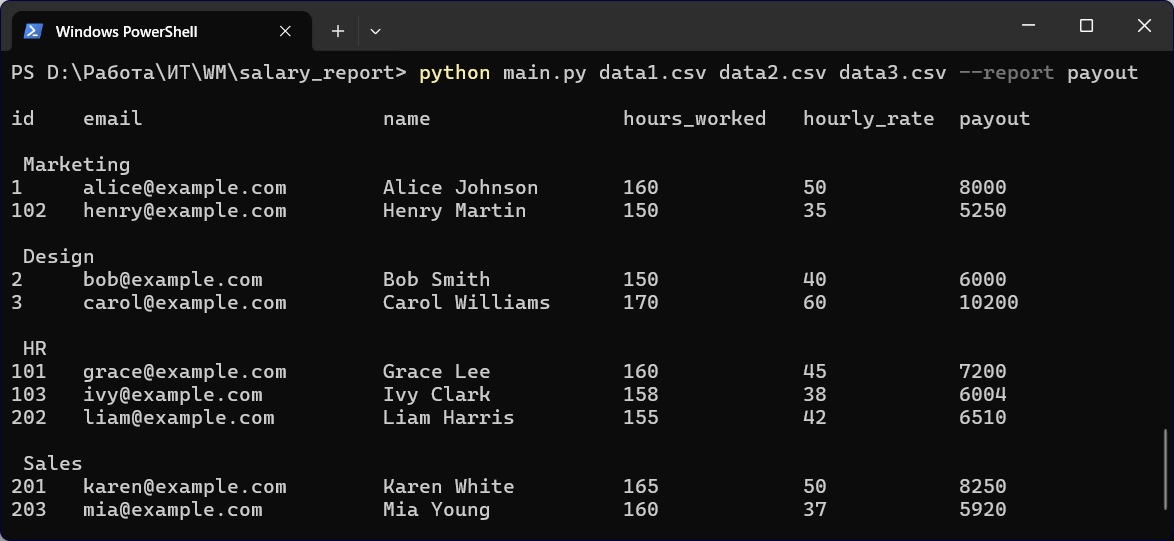 Windows PowerShell
PS D:\Работа\ИТ\WM\salary_report> python main.py data1.csv data2.csv data3.csv --report payout
id email name hours_worked hourly_rate payout
Marketing
1 alice@example.com Alice Johnson 160 50 8000
102 henry@example.com Henry Martin 150 35 5250
Design
2 bob@example.com Bob Smith 150 40 6000
3 carol@example.com Carol Williams 170 60 10200
HR
101 grace@example.com Grace Lee 160 45 7200
103 ivy@example.com Ivy Clark 158 38 6004
202 liam@example.com Liam Harris 155 42 6510
Sales
201 karen@example.com Karen White 165 50 8250
203 mia@example.com Mia Young 160 37 5920